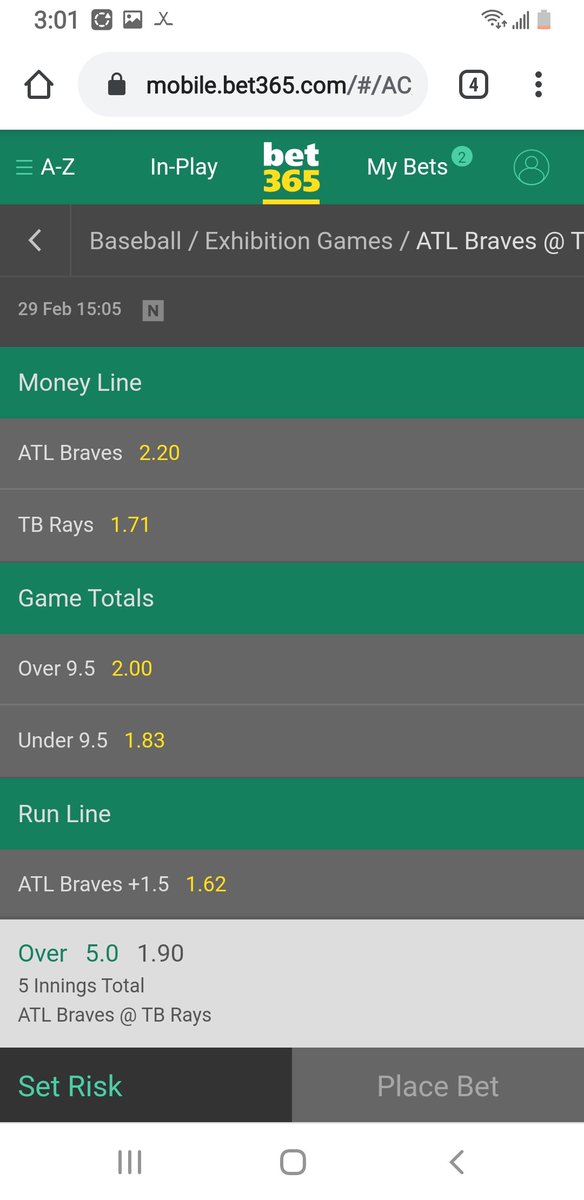 3:01
mobile.bet365.com/#/AC
4
A-Z
In-Play
bet
365
My Bets
2
Baseball / Exhibition Games / ATL Braves @ T
29 Feb 15:05 N
Money Line
ATL Braves 2.20
TB Rays 1.71
Game Totals
Over 9.5 2.00
Under 9.5 1.83
Run Line
ATL Braves +1.5 1.62
Over 5.0 1.90
5 Innings Total
ATL Braves @ TB Rays
Set Risk
Place Bet